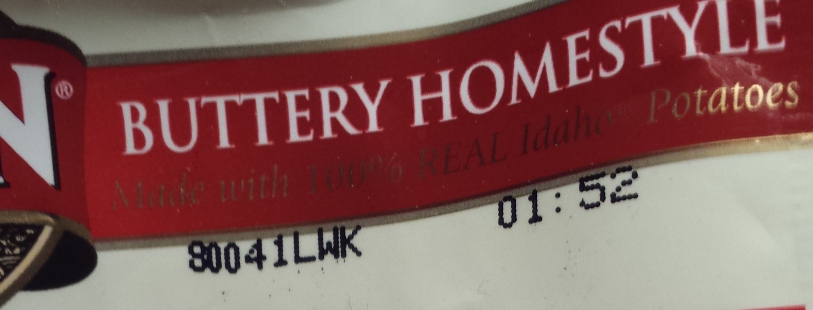 N®
BUTTERY HOMESTYLE
Made with 100% REAL Idaho® Potatoes
80041LWK 01:52